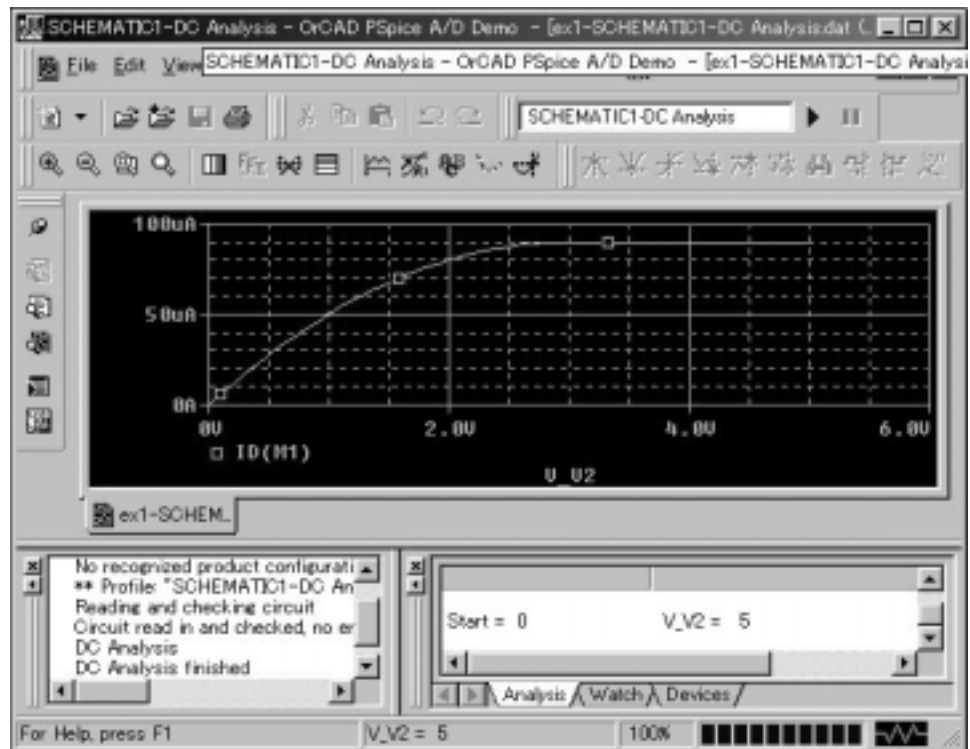 SCHEMATIC1-DC Analysis - OrCAD PSpice A/D Demo - [ex1-SCHEMATIC1-DC Analysis.dat (..
File Edit View
SCHEMATIC1-DC Analysis - OrCAD PSpice A/D Demo - [ex1-SCHEMATIC1-DC Analysi
SCHEMATIC1-DC Analysis
100uA
50uA
0A
0V 2.0V 4.0V 6.0V
ID(M1)
V_V2
ex1-SCHEM..
No recognized product configurati
** Profile: "SCHEMATIC1-DC An
Reading and checking circuit
Circuit read in and checked, no er
DC Analysis
DC Analysis finished
Start = 0 V_V2 = 5
Analysis Watch Devices
For Help, press F1 V_V2 = 5 100%